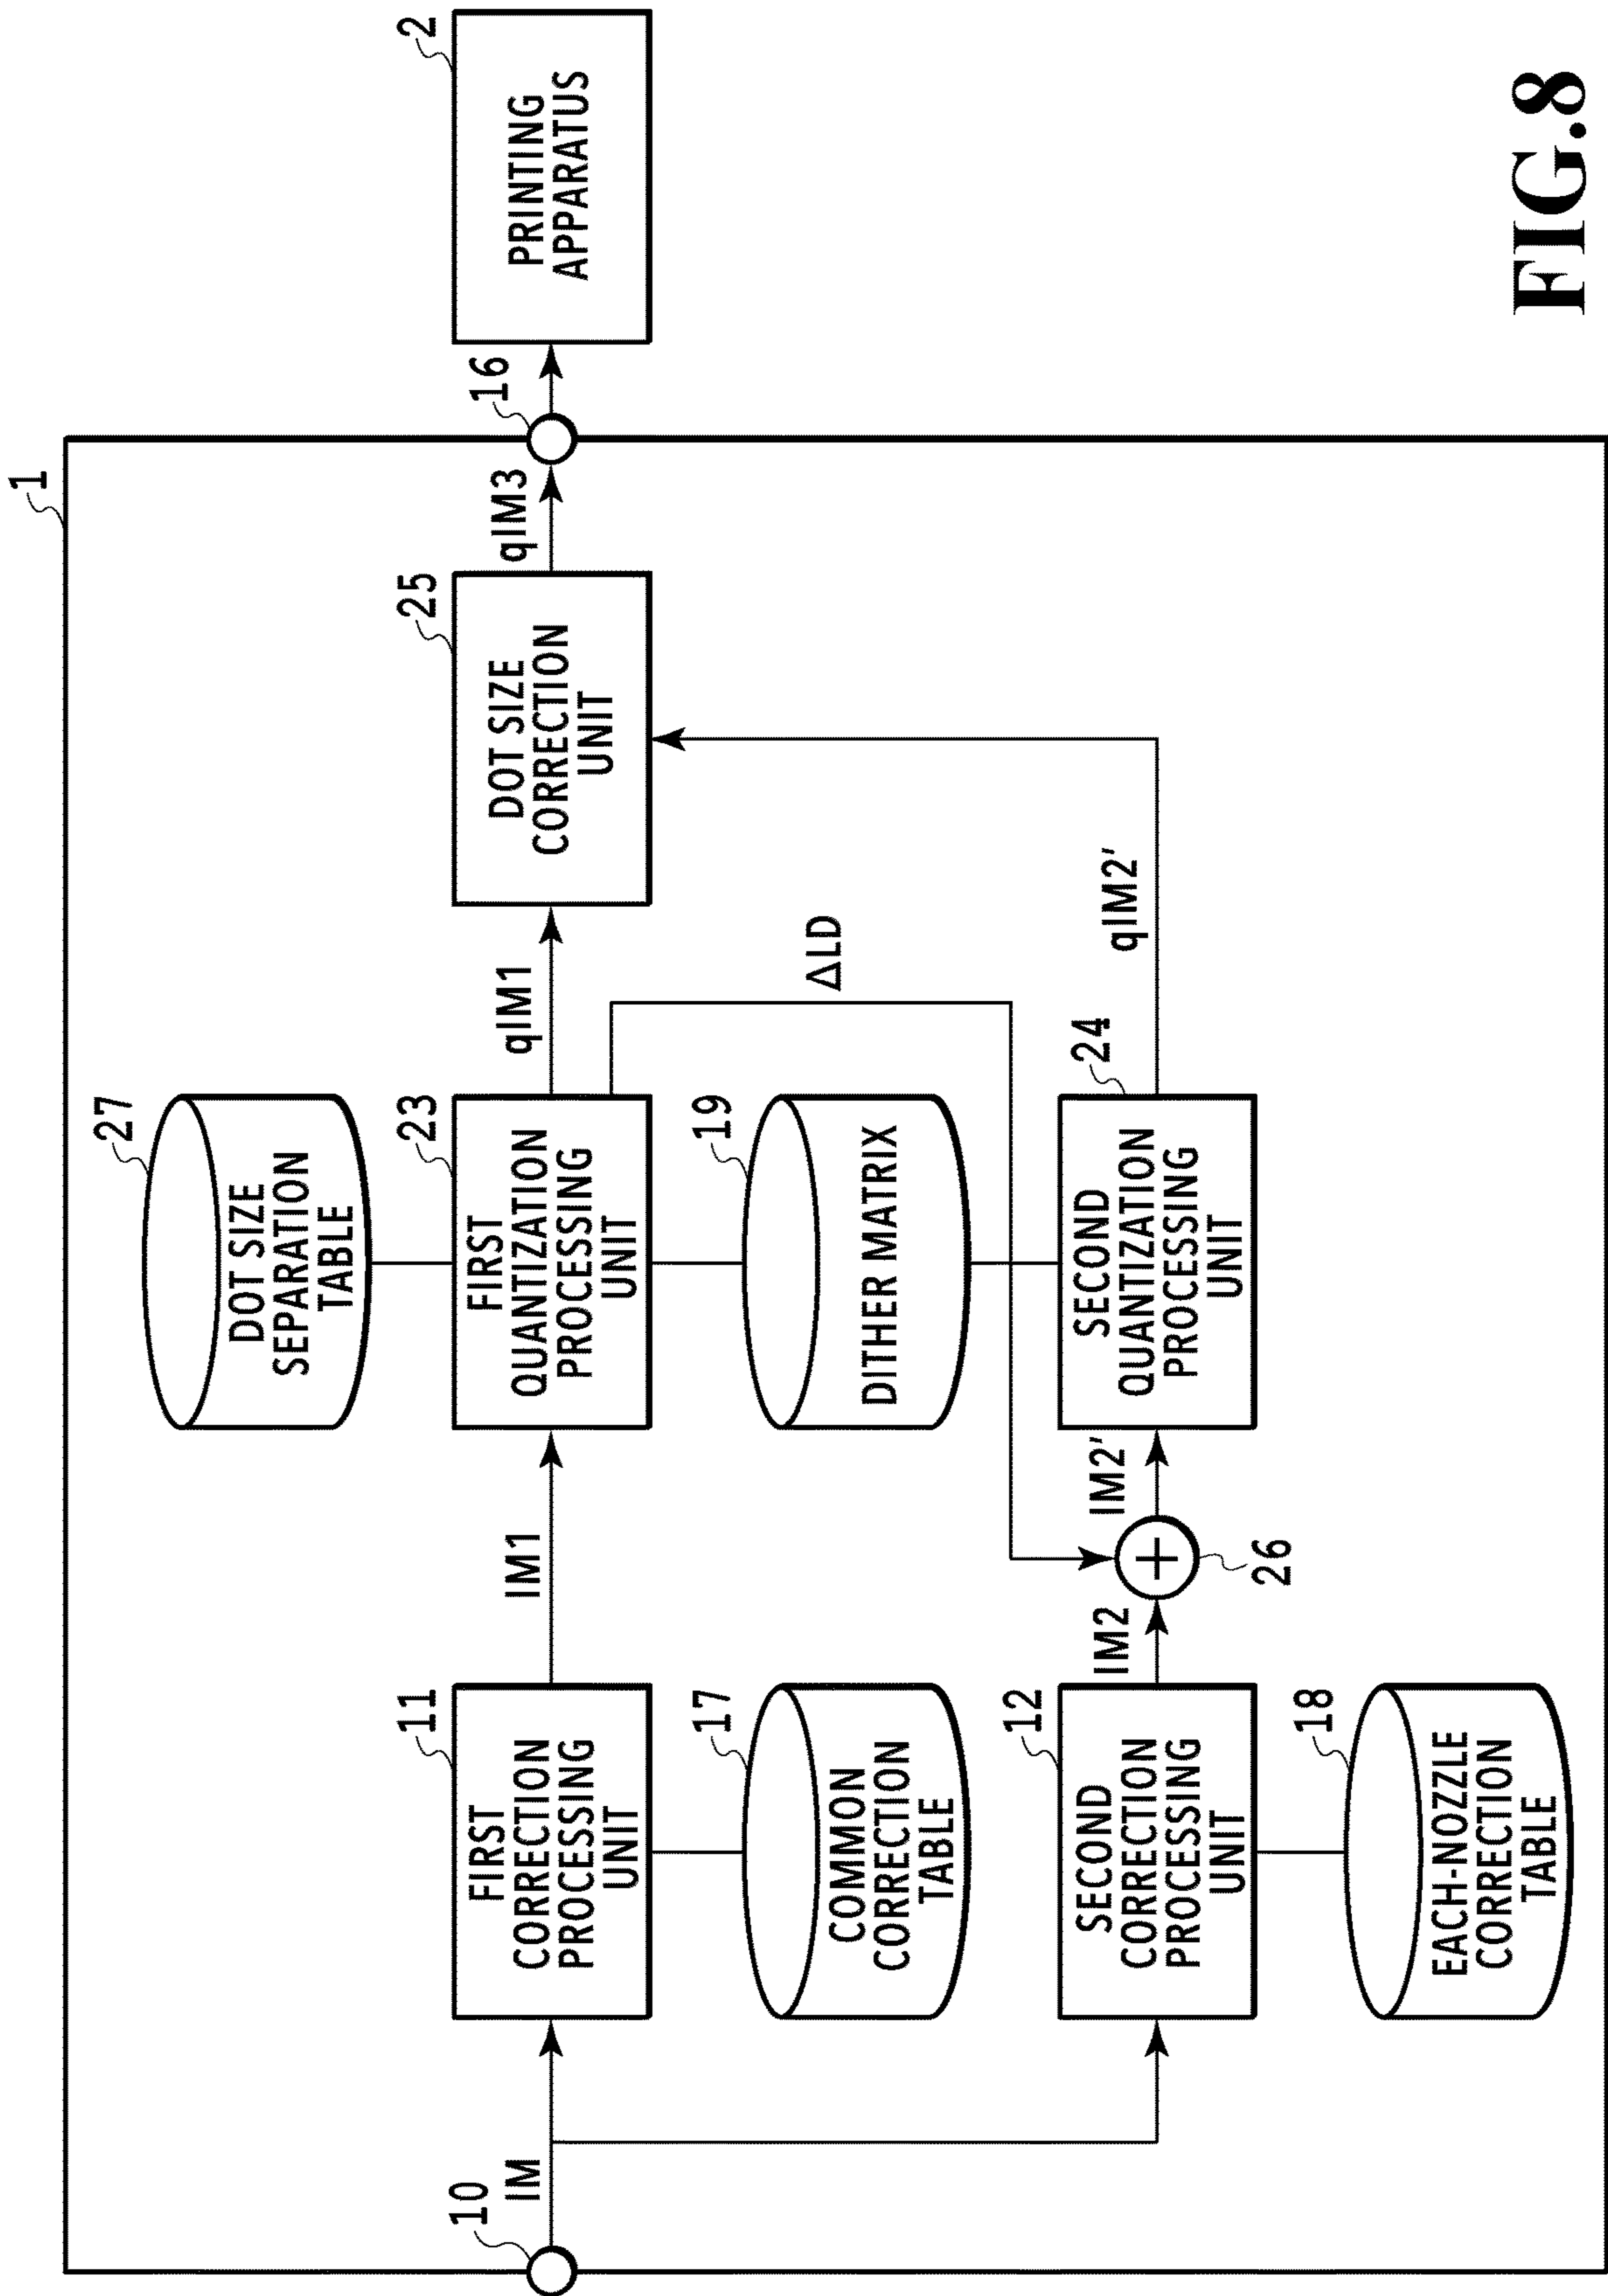 1
10
IM
11
FIRST
CORRECTION
PROCESSING
UNIT
IM1
27
DOT SIZE
SEPARATION
TABLE
23
FIRST
QUANTIZATION
PROCESSING
UNIT
qIM1
25
DOT SIZE
CORRECTION
UNIT
qIM3
16
2
PRINTING
APPARATUS
17
COMMON
CORRECTION
TABLE
19
DITHER MATRIX
ΔLD
12
SECOND
CORRECTION
PROCESSING
UNIT
IM2
26
+
IM2'
24
SECOND
QUANTIZATION
PROCESSING
UNIT
qIM2'
18
EACH-NOZZLE
CORRECTION
TABLE
FIG.8